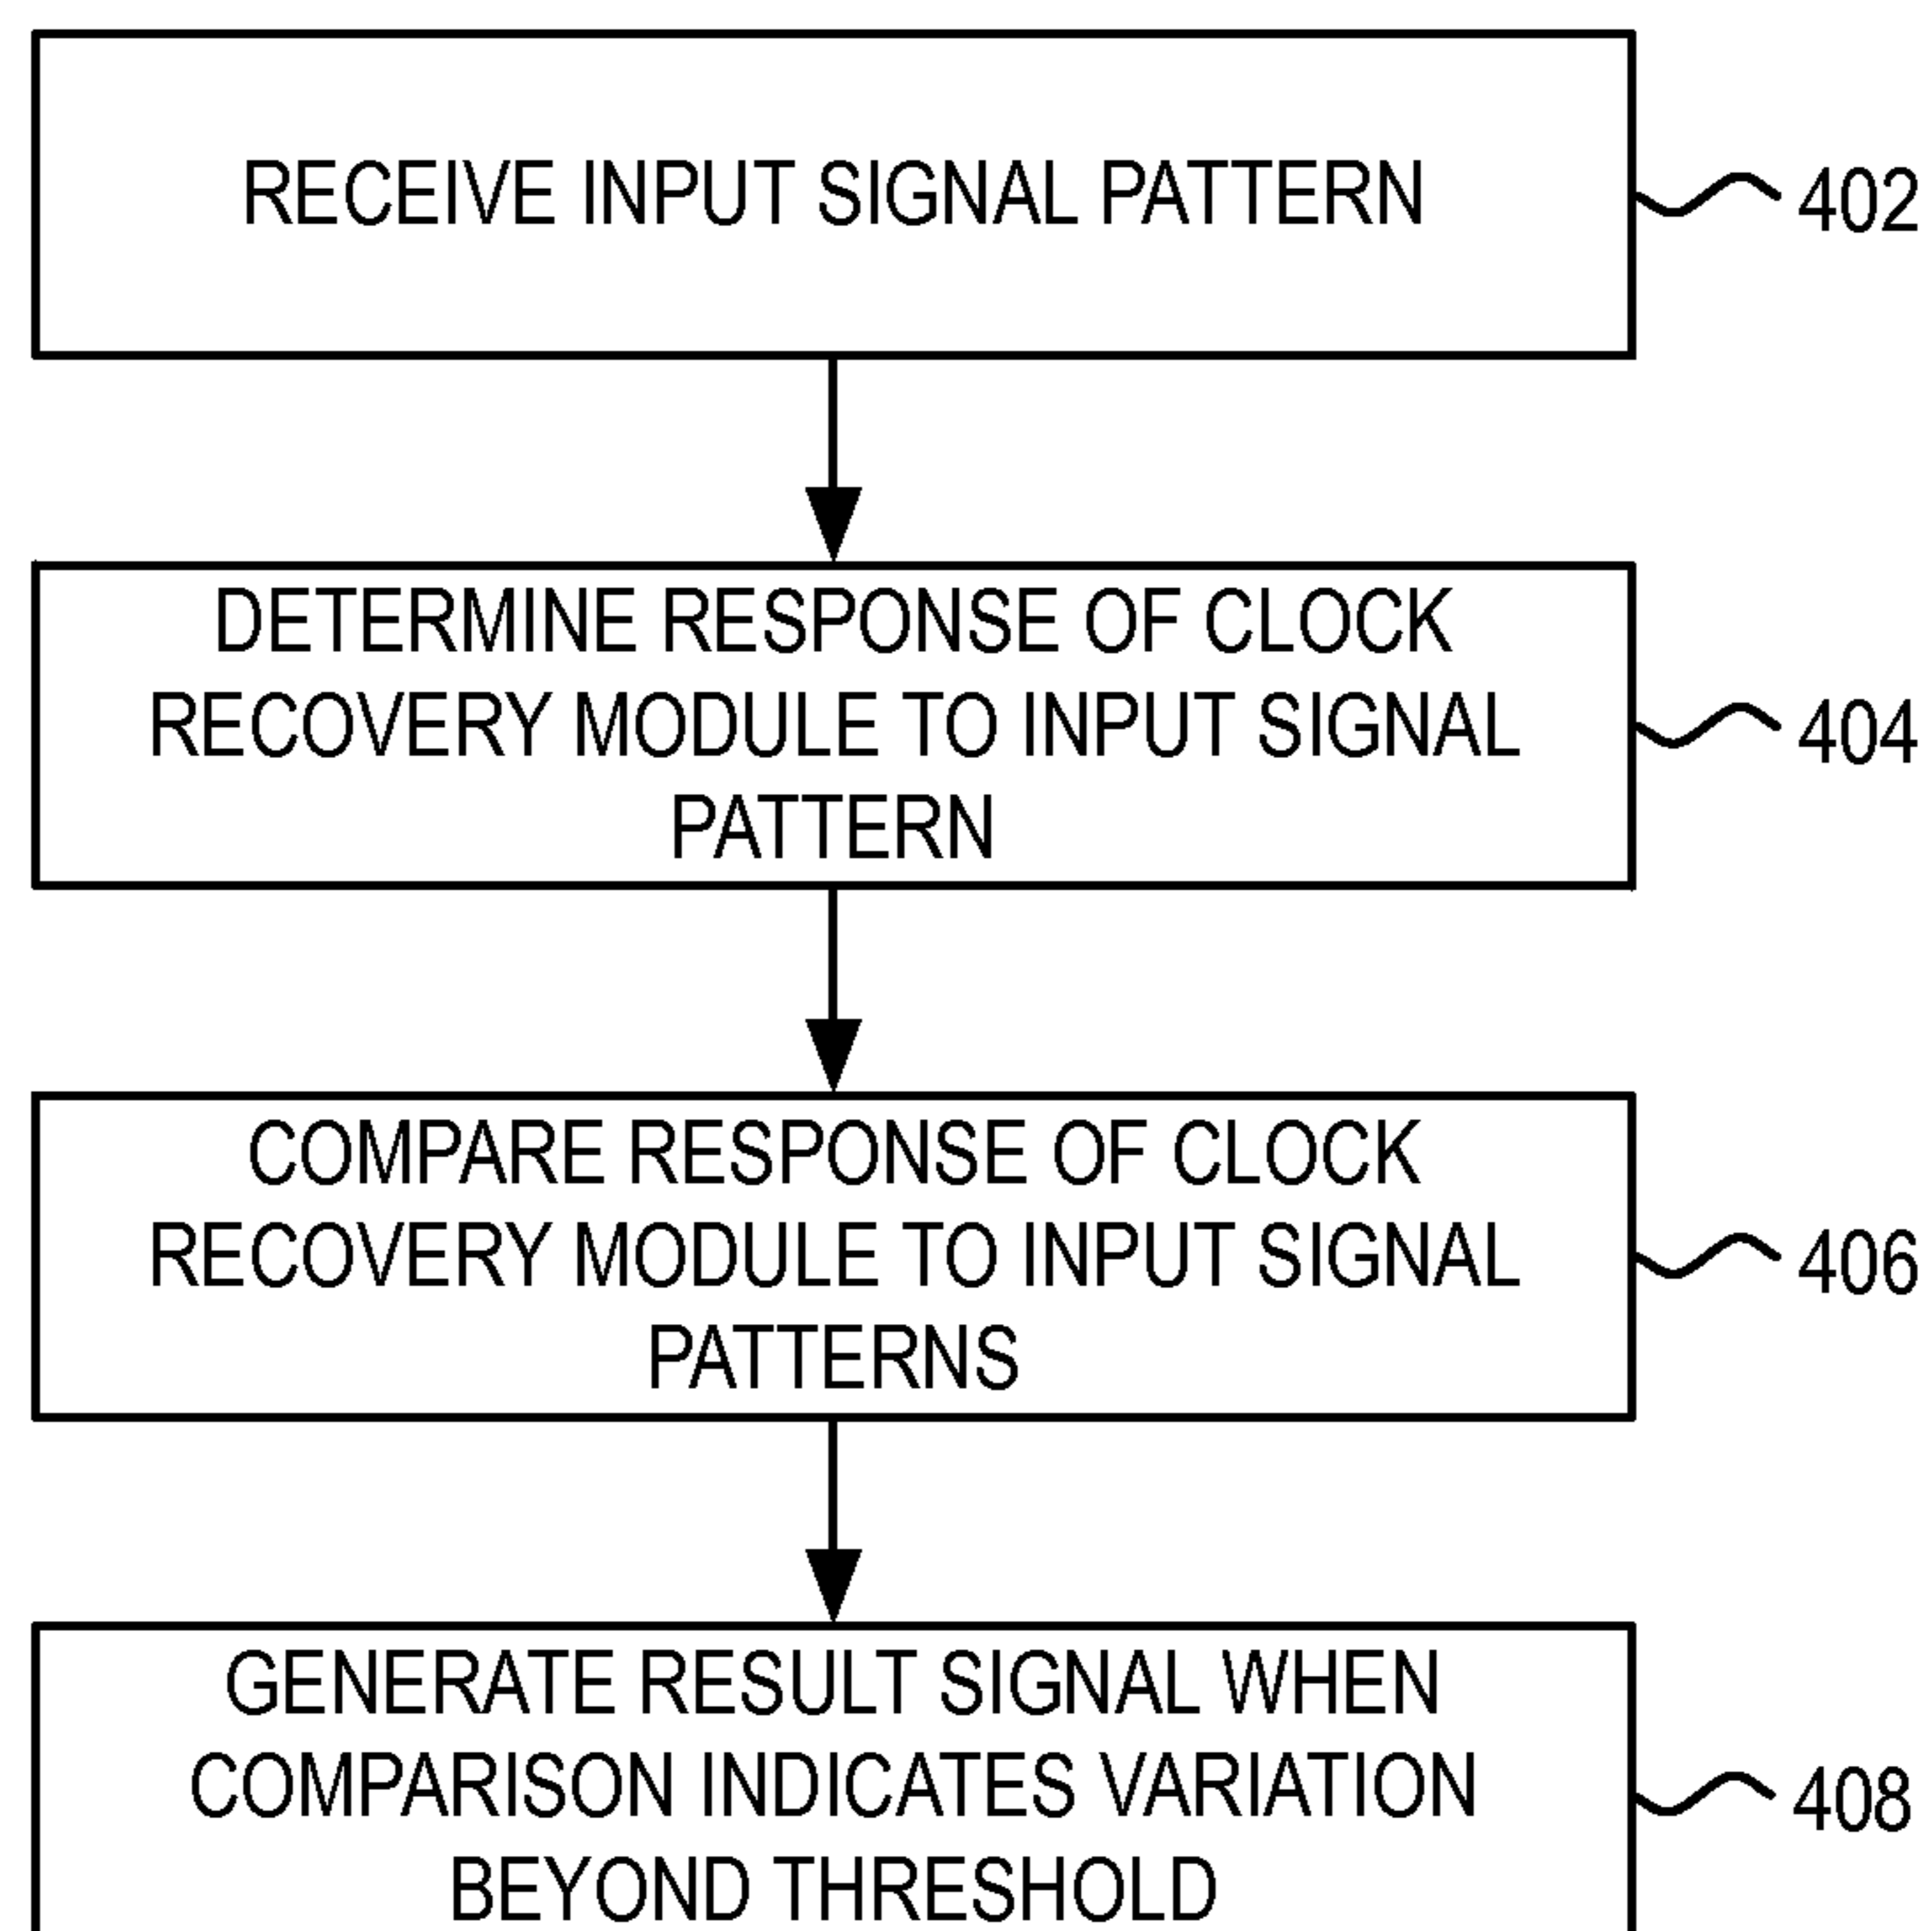 RECEIVE INPUT SIGNAL PATTERN
402
DETERMINE RESPONSE OF CLOCK
RECOVERY MODULE TO INPUT SIGNAL
PATTERN
404
COMPARE RESPONSE OF CLOCK
RECOVERY MODULE TO INPUT SIGNAL
PATTERNS
406
GENERATE RESULT SIGNAL WHEN
COMPARISON INDICATES VARIATION
BEYOND THRESHOLD
408